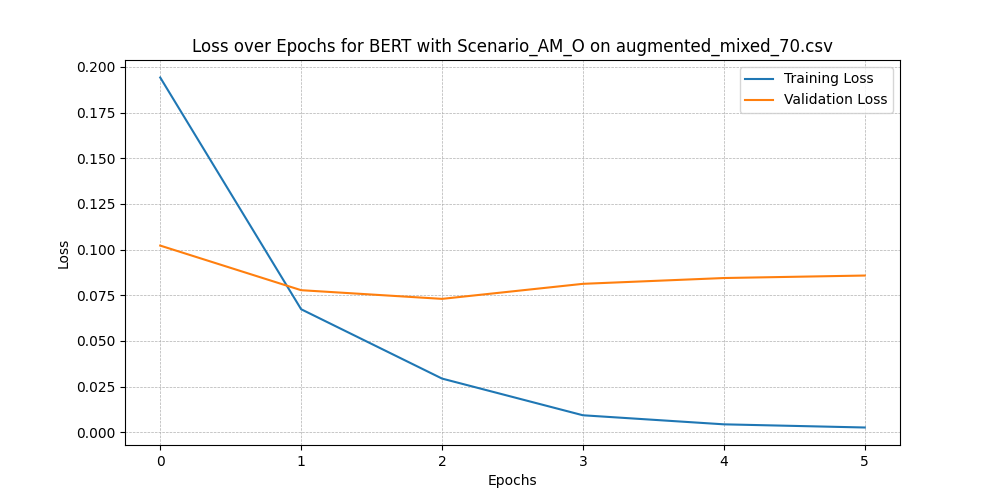 Loss over Epochs for BERT with Scenario_AM_O on augmented_mixed_70.csv
Training Loss
Validation Loss
0.200
0.175
0.150
0.125
0.100
0.075
0.050
0.025
0.000
Loss
0 1 2 3 4 5
Epochs